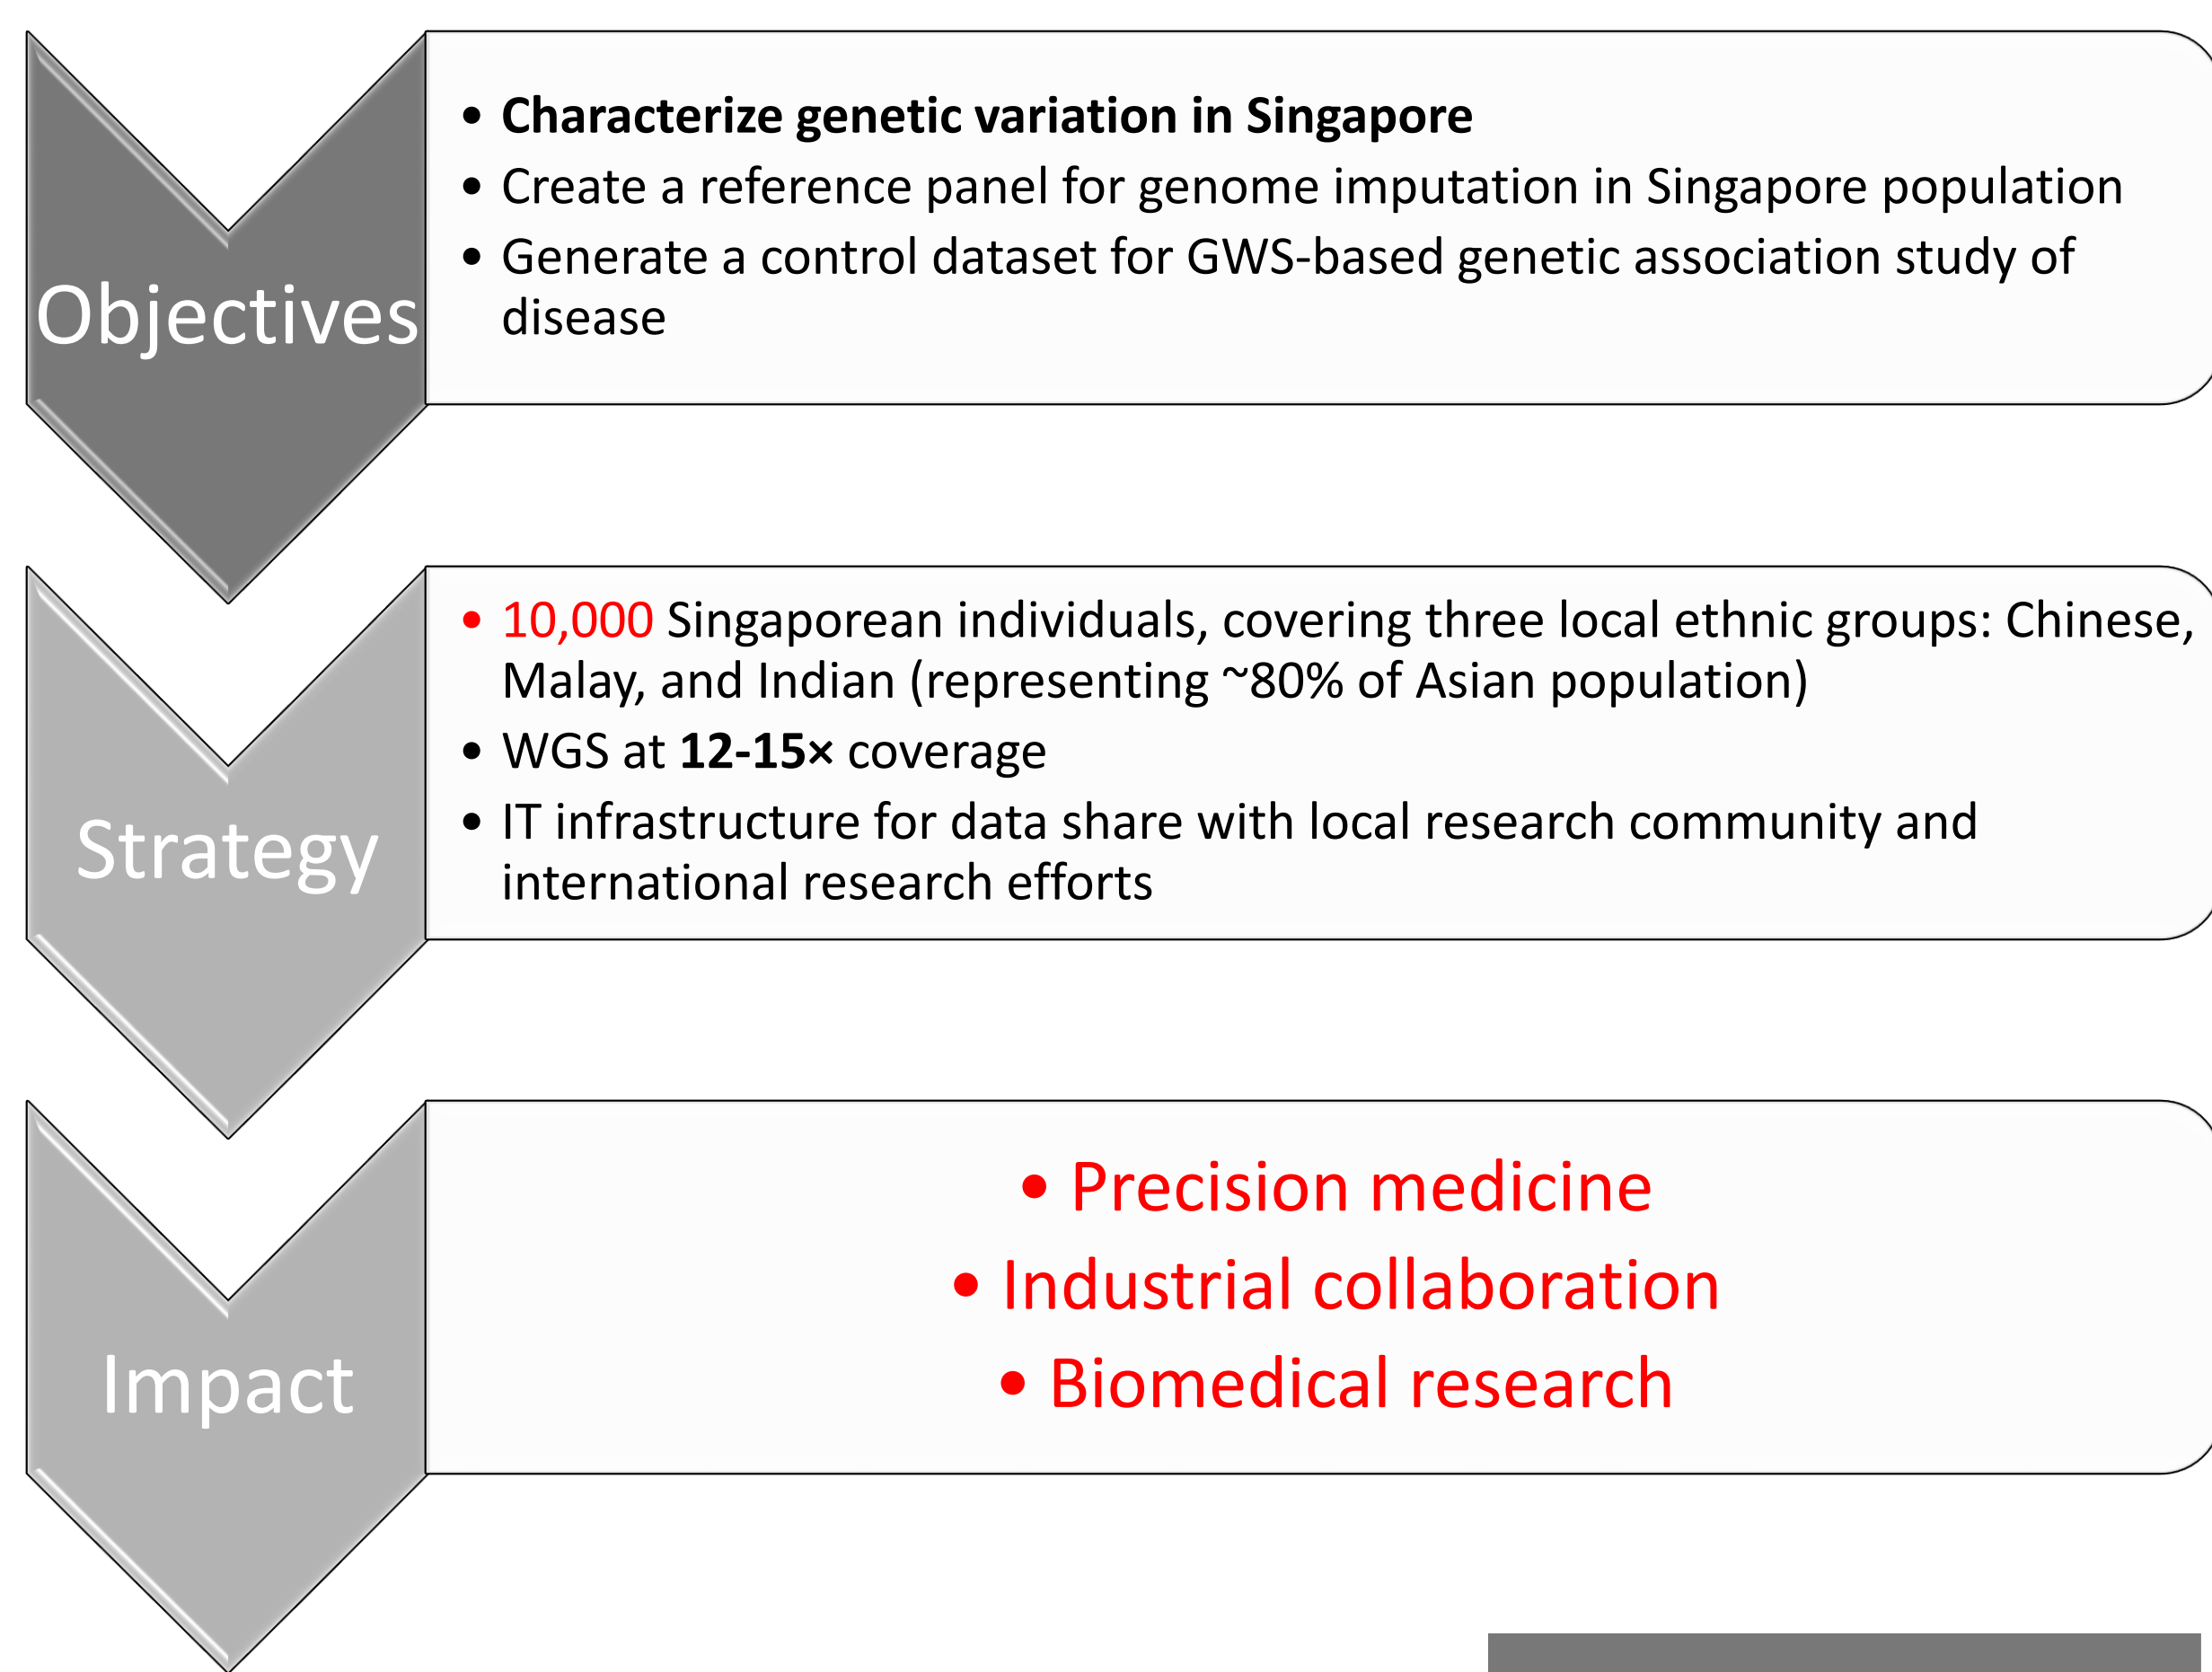 Objectives
• Characterize genetic variation in Singapore
• Create a reference panel for genome imputation in Singapore population
• Generate a control dataset for GWS-based genetic association study of
disease
Strategy
• 10,000 Singaporean individuals, covering three local ethnic groups: Chinese,
Malay, and Indian (representing ~80% of Asian population)
• WGS at 12-15× coverage
• IT infrastructure for data share with local research community and
international research efforts
Impact
• Precision medicine
• Industrial collaboration
• Biomedical research